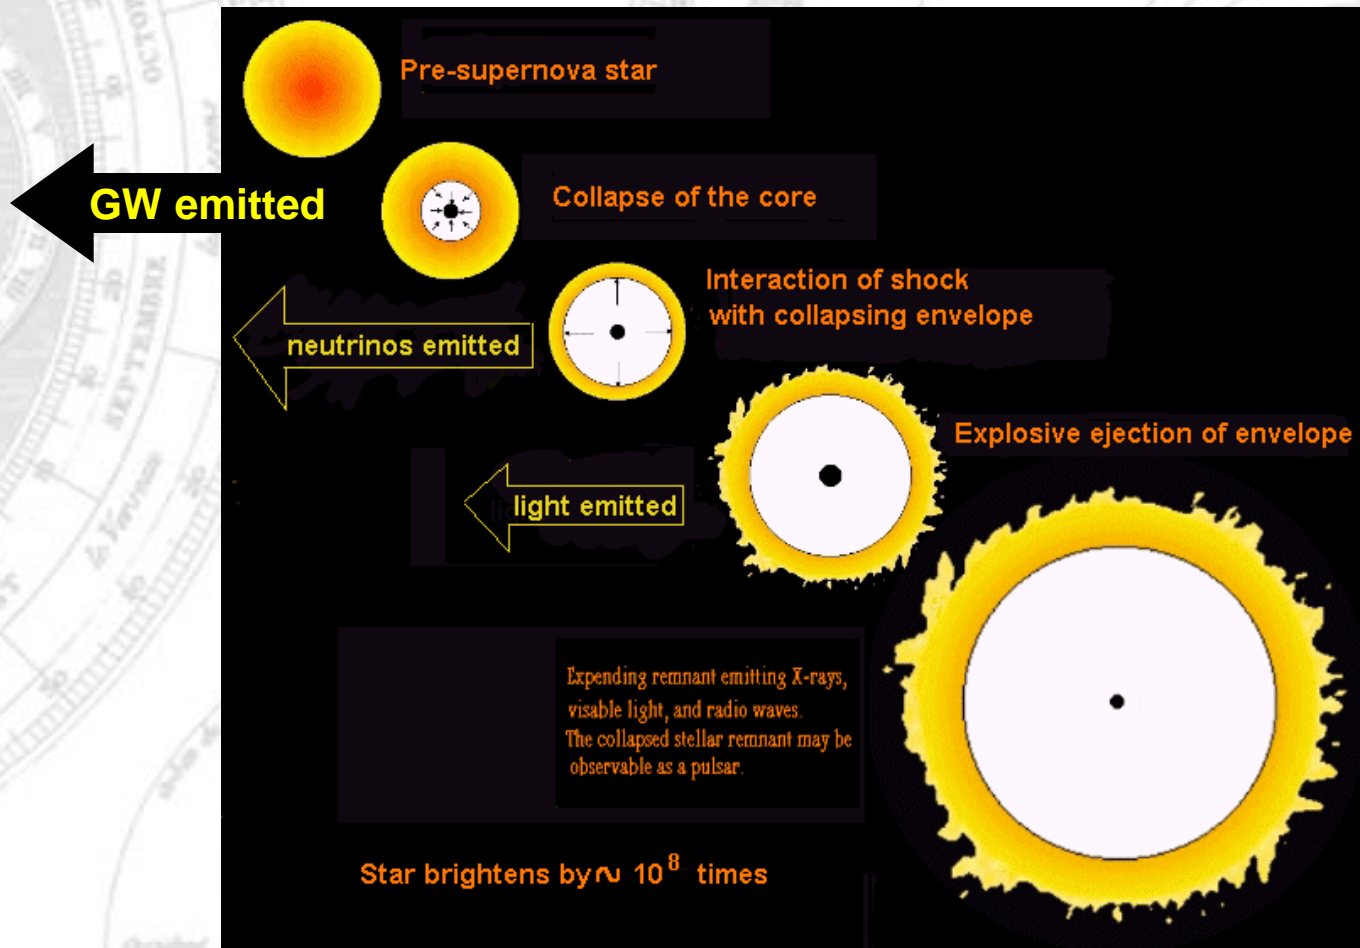 Pre-supernova star
GW emitted
Collapse of the core
Interaction of shock
with collapsing envelope
neutrinos emitted
Explosive ejection of envelope
light emitted
Expending remnant emitting X-rays,
visable light, and radio waves.
The collapsed stellar remnant may be
observable as a pulsar.
Star brightens by ~ 10⁸ times
OCTO
SEPTEMBRE